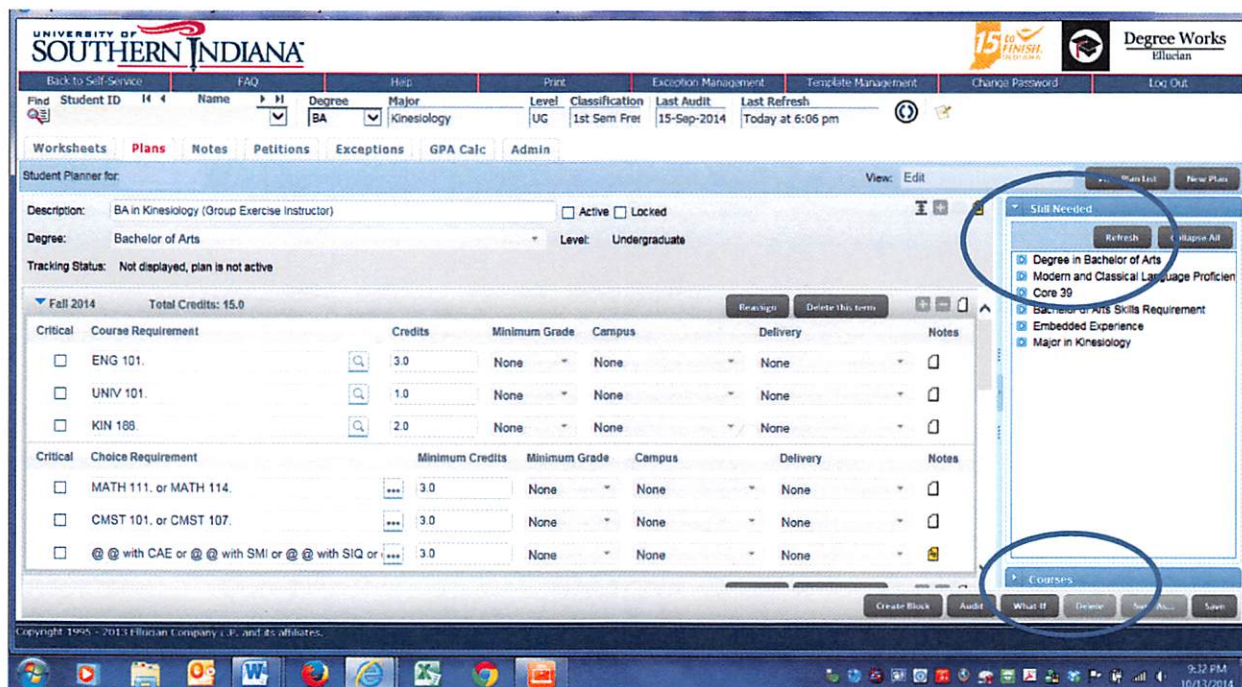 UNIVERSITY OF
SOUTHERN INDIANA
15 to FINISH
Degree Works
Ellucian
Back to Self-Service FAQ Help Print Exception Management Template Management Change Password Log Out
Find Student ID Name Degree Major Level Classification Last Audit Last Refresh
BA Kinesiology UG 1st Sem Fres 15-Sep-2014 Today at 6:06 pm
Worksheets Plans Notes Petitions Exceptions GPA Calc Admin
Student Planner for: View: Edit Plan List New Plan
Description: BA in Kinesiology (Group Exercise Instructor) Active Locked Still Needed
Refresh Collapse All
Degree: Bachelor of Arts Level: Undergraduate
Tracking Status: Not displayed, plan is not active
Degree in Bachelor of Arts
Modern and Classical Language Proficien
Core 39
Bachelor of Arts Skills Requirement
Embedded Experience
Major in Kinesiology
Fall 2014 Total Credits: 15.0 Reassign Delete this term
Critical Course Requirement Credits Minimum Grade Campus Delivery Notes
ENG 101. 3.0 None None None
UNIV 101. 1.0 None None None
KIN 186. 2.0 None None None
Critical Choice Requirement Minimum Credits Minimum Grade Campus Delivery Notes
MATH 111. or MATH 114. 3.0 None None None
CMST 101. or CMST 107. 3.0 None None None
@ @ with CAE or @ @ with SMI or @ @ with SIQ or 3.0 None None None
Courses
Create Block Audit What-If Delete Save As... Save
Copyright 1995 - 2013 Ellucian Company L.P. and its affiliates.
9:32 PM
10/13/2014